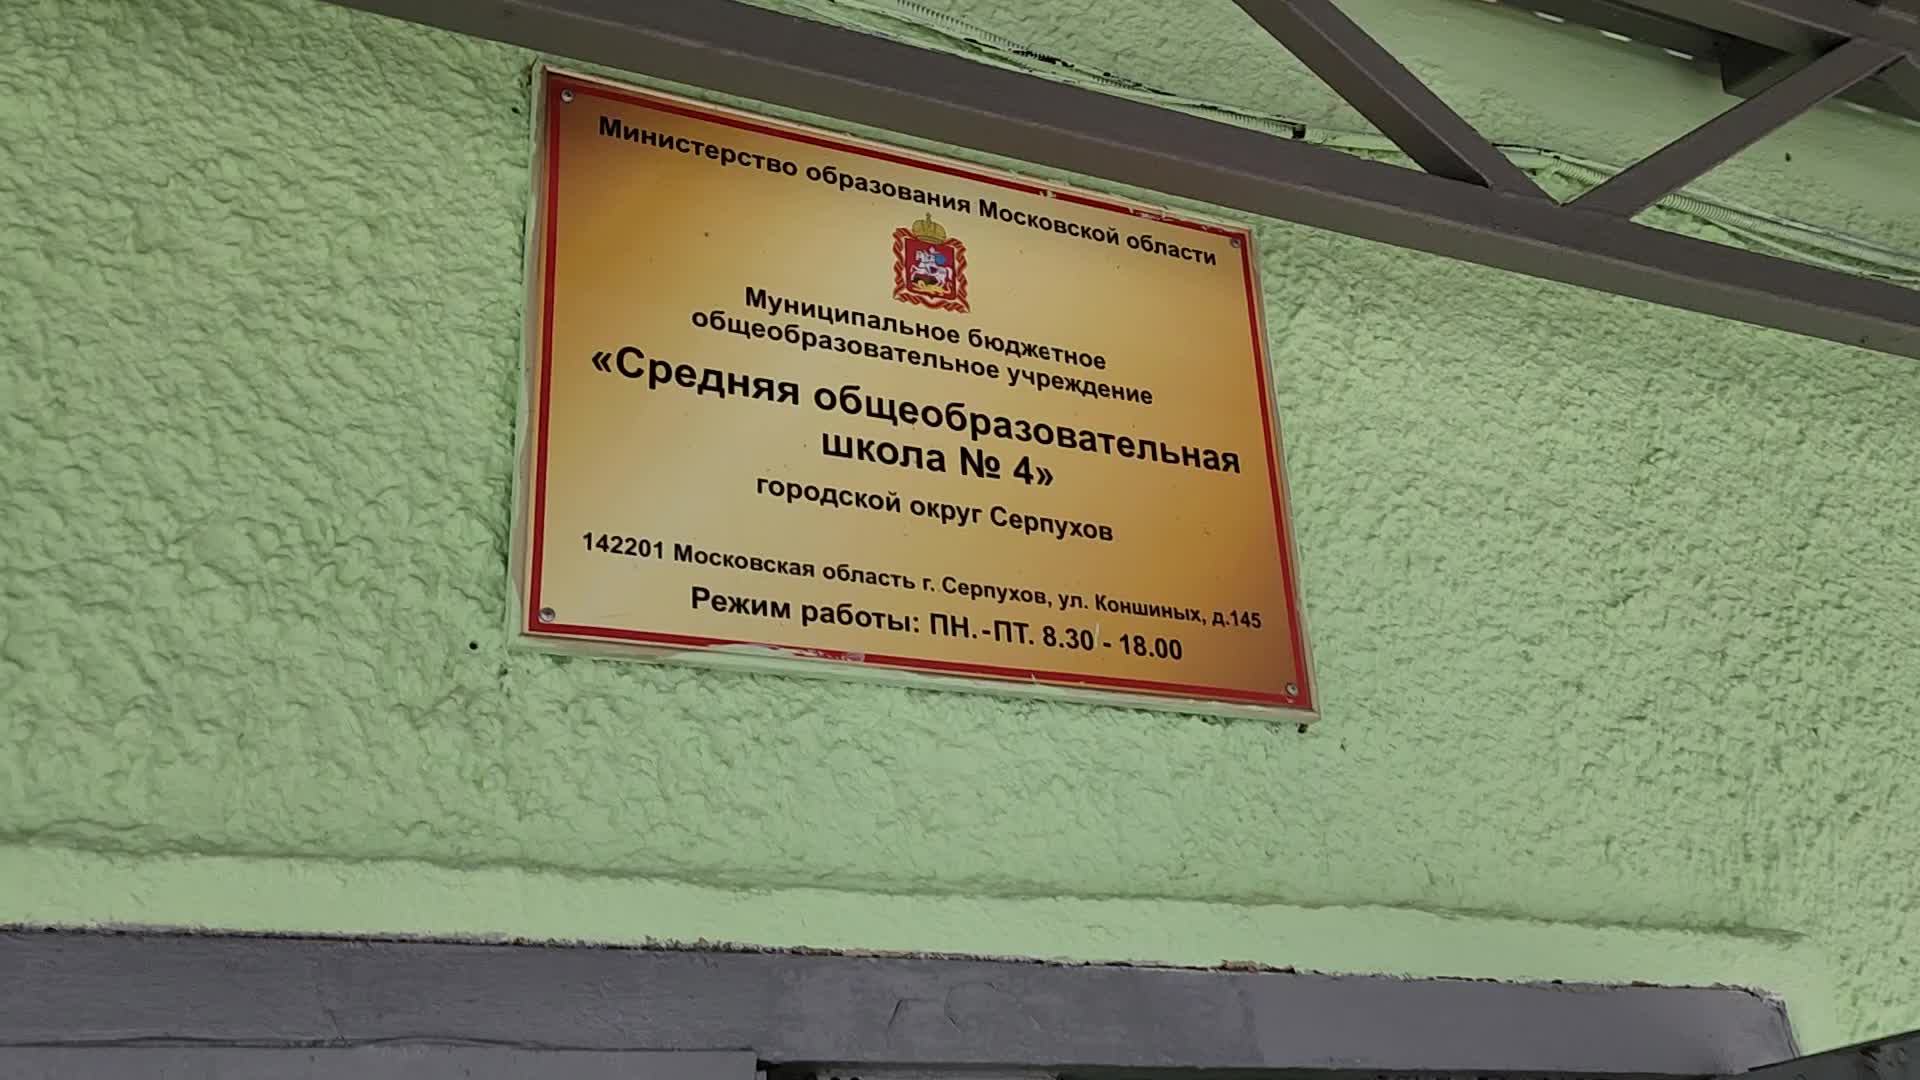 Министерство образования Московской области
Муниципальное бюджетное
общеобразовательное учреждение
«Средняя общеобразовательная
школа № 4»
городской округ Серпухов
142201 Московская область г. Серпухов, ул. Коншиных, д.145
Режим работы: ПН.-ПТ. 8.30 - 18.00